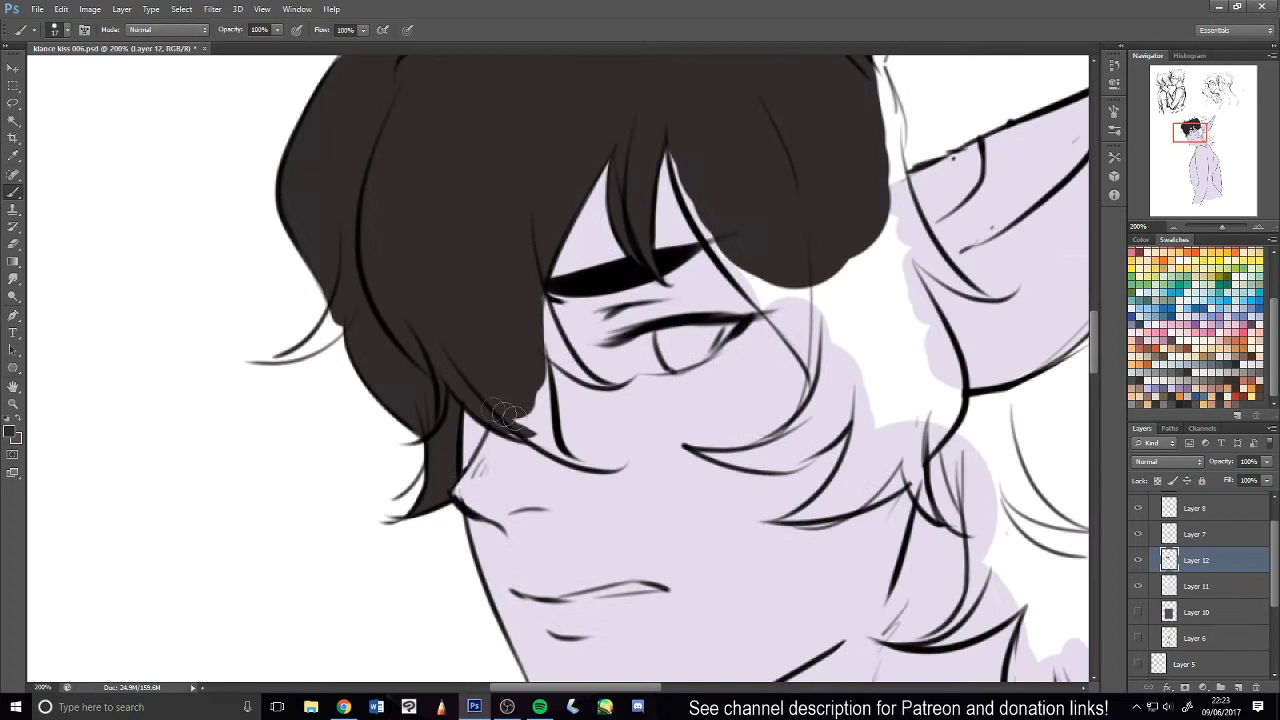 Ps File Edit Image Layer Type Select Filter 3D View Window Help
17 Mode: Normal Opacity: 100% Flow: 100% Essentials
klance kiss 006.psd @ 200% (Layer 12, RGB/8) *
Navigator Histogram
200%
Color Swatches
Layers Paths Channels
Kind
Normal Opacity: 100%
Lock: Fill: 100%
Layer 8
Layer 7
Layer 12
Layer 11
Layer 10
Layer 6
Layer 5
200% Doc: 24.9M/159.6M
Type here to search
22:23
09/06/2017
See channel description for Patreon and donation links!